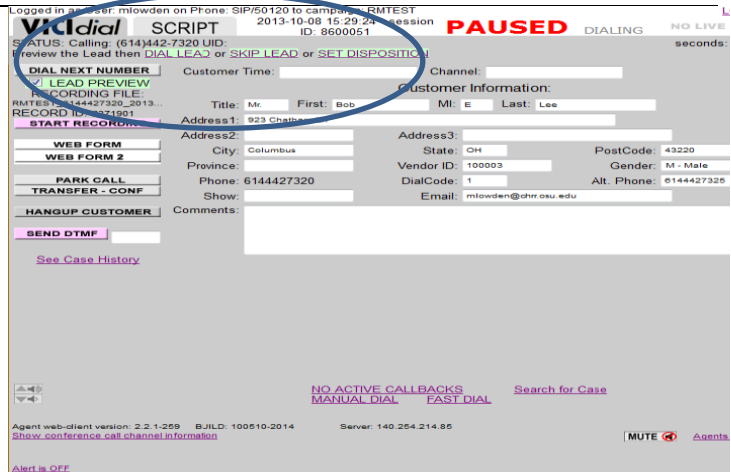 Logged in as User: mlowden on Phone: SIP/50120 to campaign: RMTEST L
VICIdial SCRIPT 2013-10-08 15:29:24 session ID: 8600051 PAUSED DIALING NO LIVE
STATUS: Calling: (614)442-7320 UID: seconds:
Preview the Lead then DIAL LEAD or SKIP LEAD or SET DISPOSITION
DIAL NEXT NUMBER Customer Time: Channel:
LEAD PREVIEW Customer Information:
RECORDING FILE:
RMTEST_6144427320_2013... Title: Mr. First: Bob MI: E Last: Lee
RECORD ID: 
START RECORDING Address1: 923
Address2: Address3:
WEB FORM City: Columbus State: OH PostCode: 43220
WEB FORM 2 Province: Vendor ID: 100003 Gender: M - Male
PARK CALL Phone: 6144427320 DialCode: 1 Alt. Phone: 6144427325
TRANSFER - CONF Show: Email: mlowden@chrr.osu.edu
HANGUP CUSTOMER Comments:
SEND DTMF
See Case History
NO ACTIVE CALLBACKS Search for Case
MANUAL DIAL FAST DIAL
Agent web-client version: 2.2.1-259 BJILD: 100510-2014 Server: 140.254.214.85
Show conference call channel information MUTE Agents
Alert is OFF